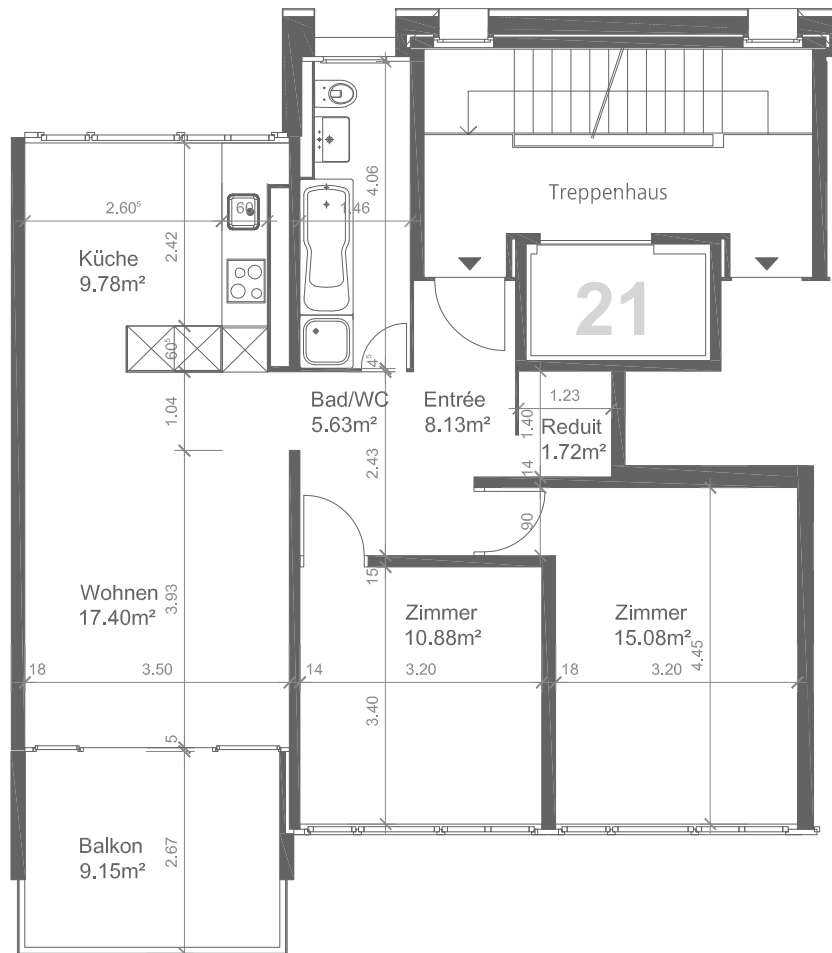 Treppenhaus
4.06
2.60⁵
60
1.46
2.42
Küche
9.78m²
21
60⁵
4⁵
Bad/WC
5.63m²
Entrée
8.13m²
1.23
1.40
Reduit
1.72m²
1.04
2.43
14
90
15
Wohnen
17.40m²
3.93
Zimmer
10.88m²
Zimmer
15.08m²
4.45
18
3.50
14
3.20
18
3.20
3.40
5
Balkon
9.15m²
2.67